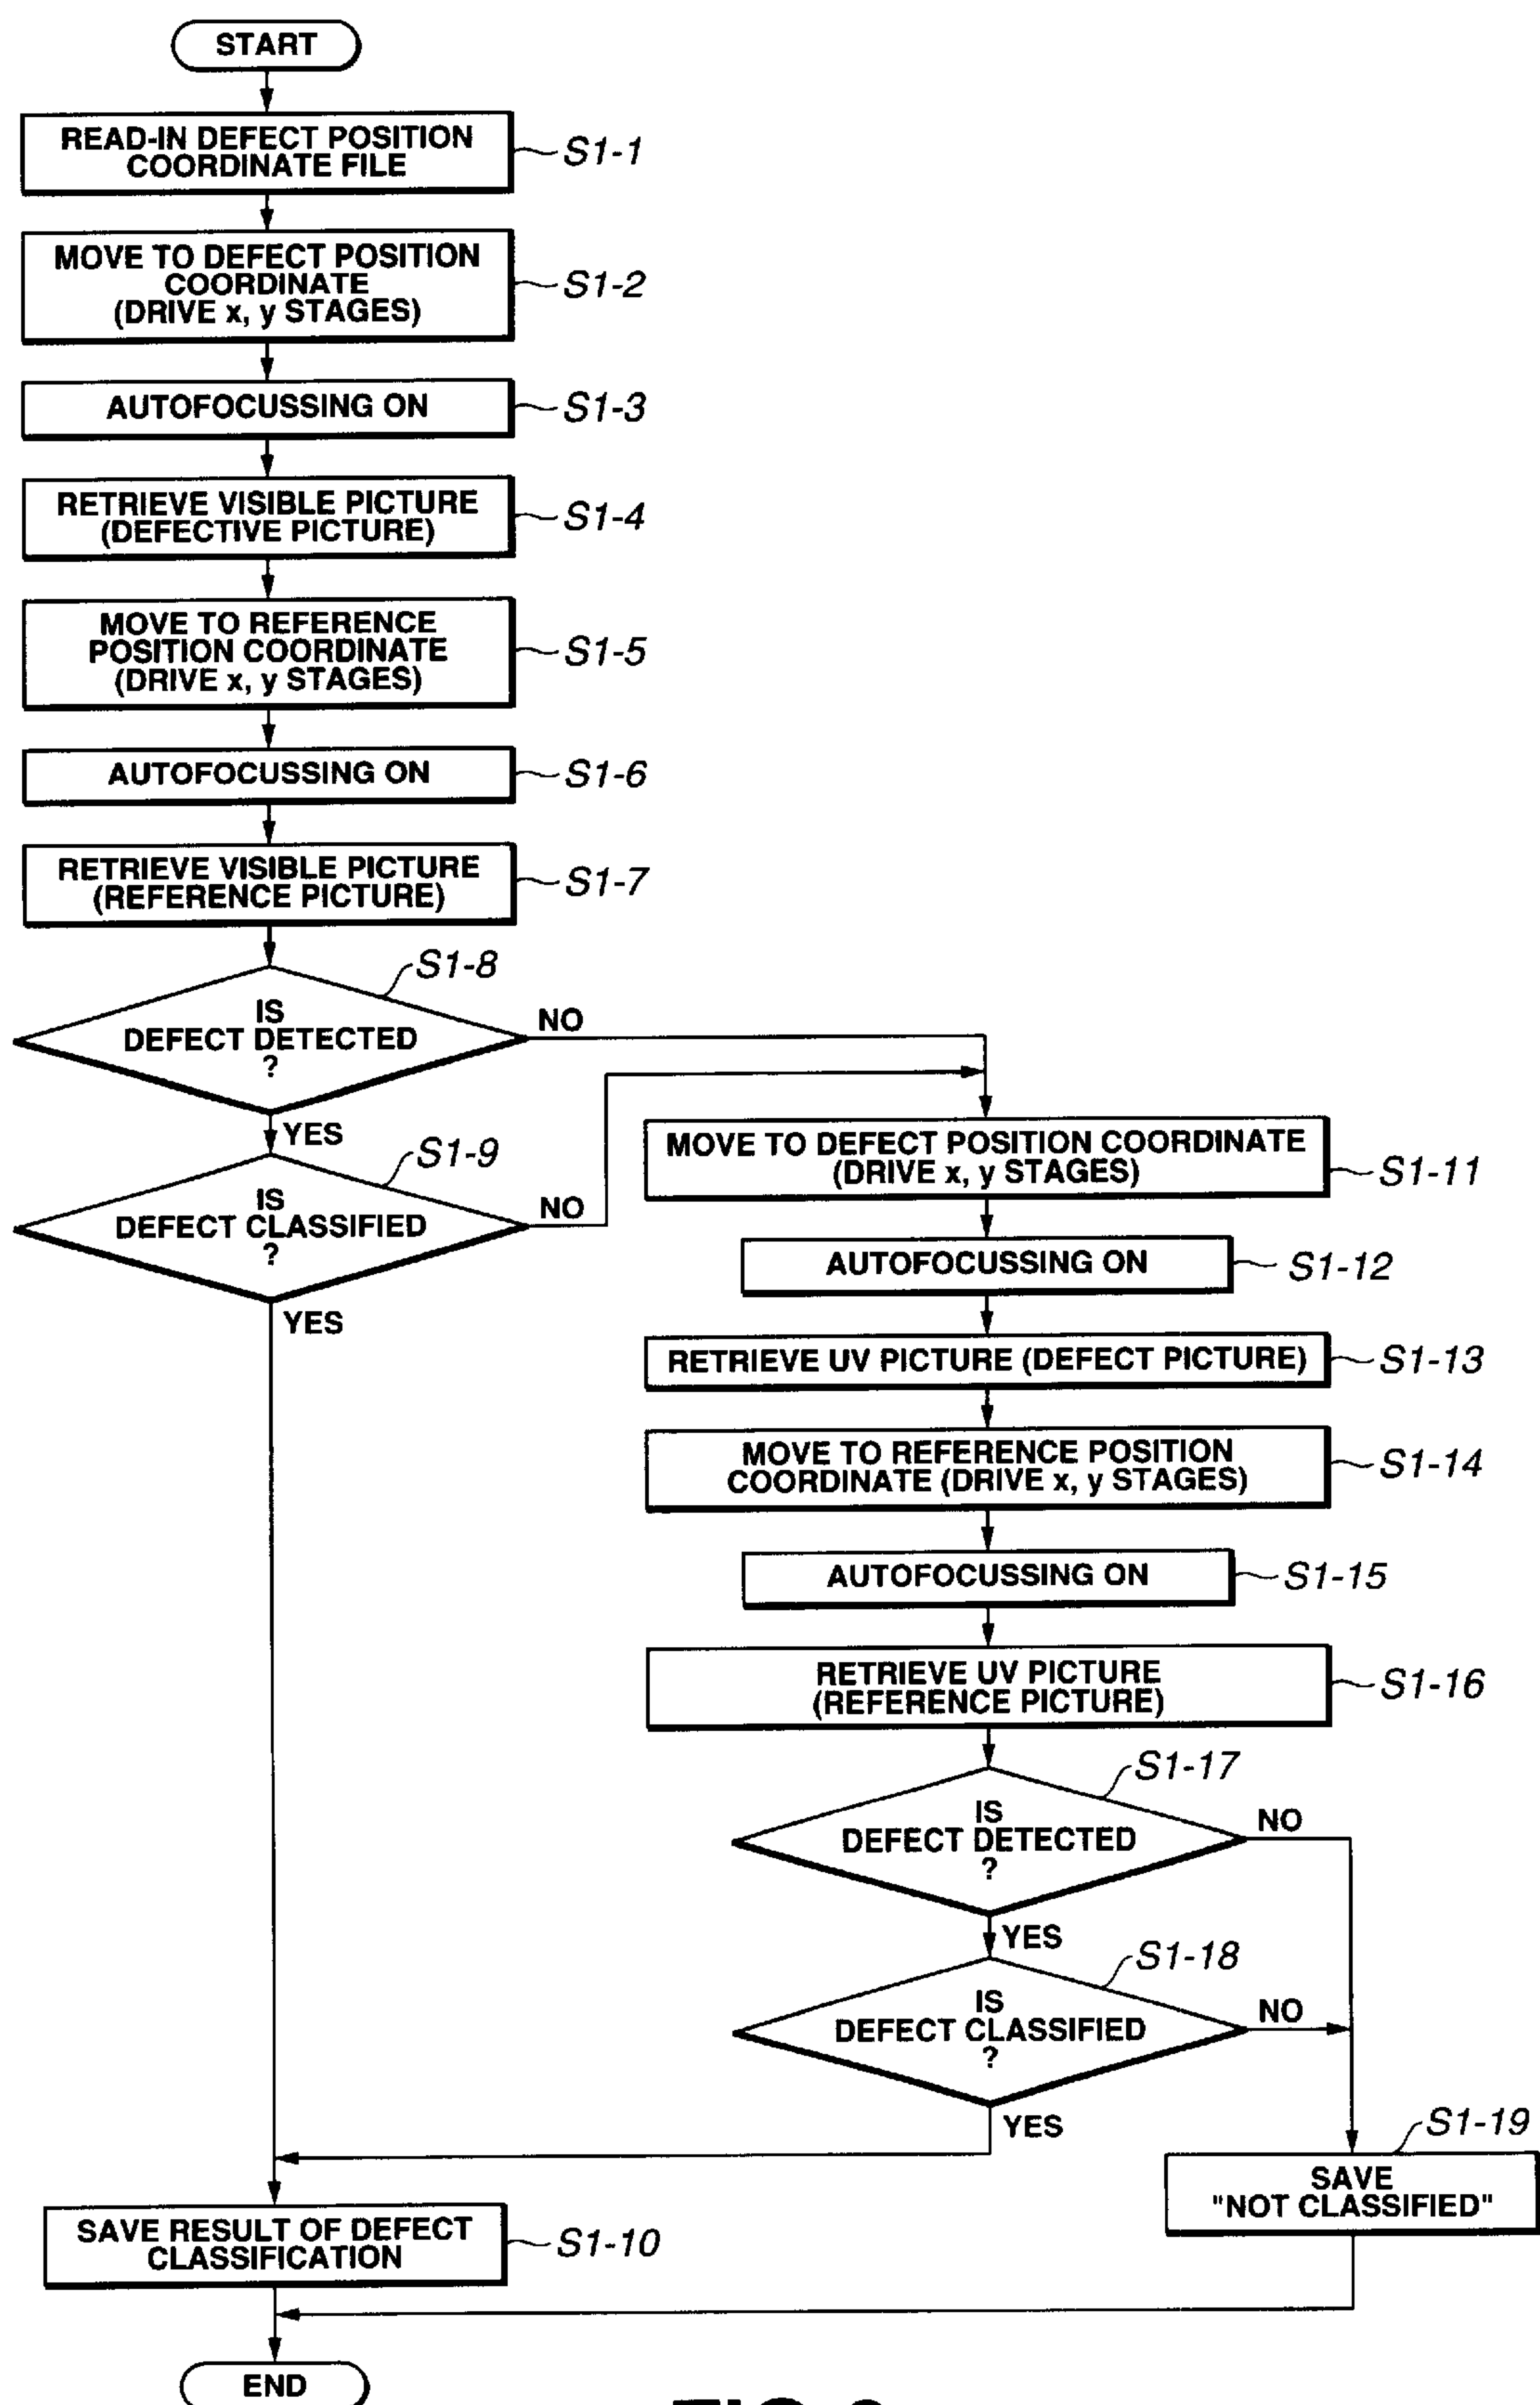 START
READ-IN DEFECT POSITION
COORDINATE FILE
S1-1
MOVE TO DEFECT POSITION
COORDINATE
(DRIVE x, y STAGES)
S1-2
AUTOFOCUSSING ON
S1-3
RETRIEVE VISIBLE PICTURE
(DEFECTIVE PICTURE)
S1-4
MOVE TO REFERENCE
POSITION COORDINATE
(DRIVE x, y STAGES)
S1-5
AUTOFOCUSSING ON
S1-6
RETRIEVE VISIBLE PICTURE
(REFERENCE PICTURE)
S1-7
S1-8
IS
DEFECT DETECTED
?
NO
YES
S1-9
IS
DEFECT CLASSIFIED
?
NO
YES
MOVE TO DEFECT POSITION COORDINATE
(DRIVE x, y STAGES)
S1-11
AUTOFOCUSSING ON
S1-12
RETRIEVE UV PICTURE (DEFECT PICTURE)
S1-13
MOVE TO REFERENCE POSITION
COORDINATE (DRIVE x, y STAGES)
S1-14
AUTOFOCUSSING ON
S1-15
RETRIEVE UV PICTURE
(REFERENCE PICTURE)
S1-16
S1-17
IS
DEFECT DETECTED
?
NO
YES
S1-18
IS
DEFECT CLASSIFIED
?
NO
YES
S1-19
SAVE
"NOT CLASSIFIED"
SAVE RESULT OF DEFECT
CLASSIFICATION
S1-10
END